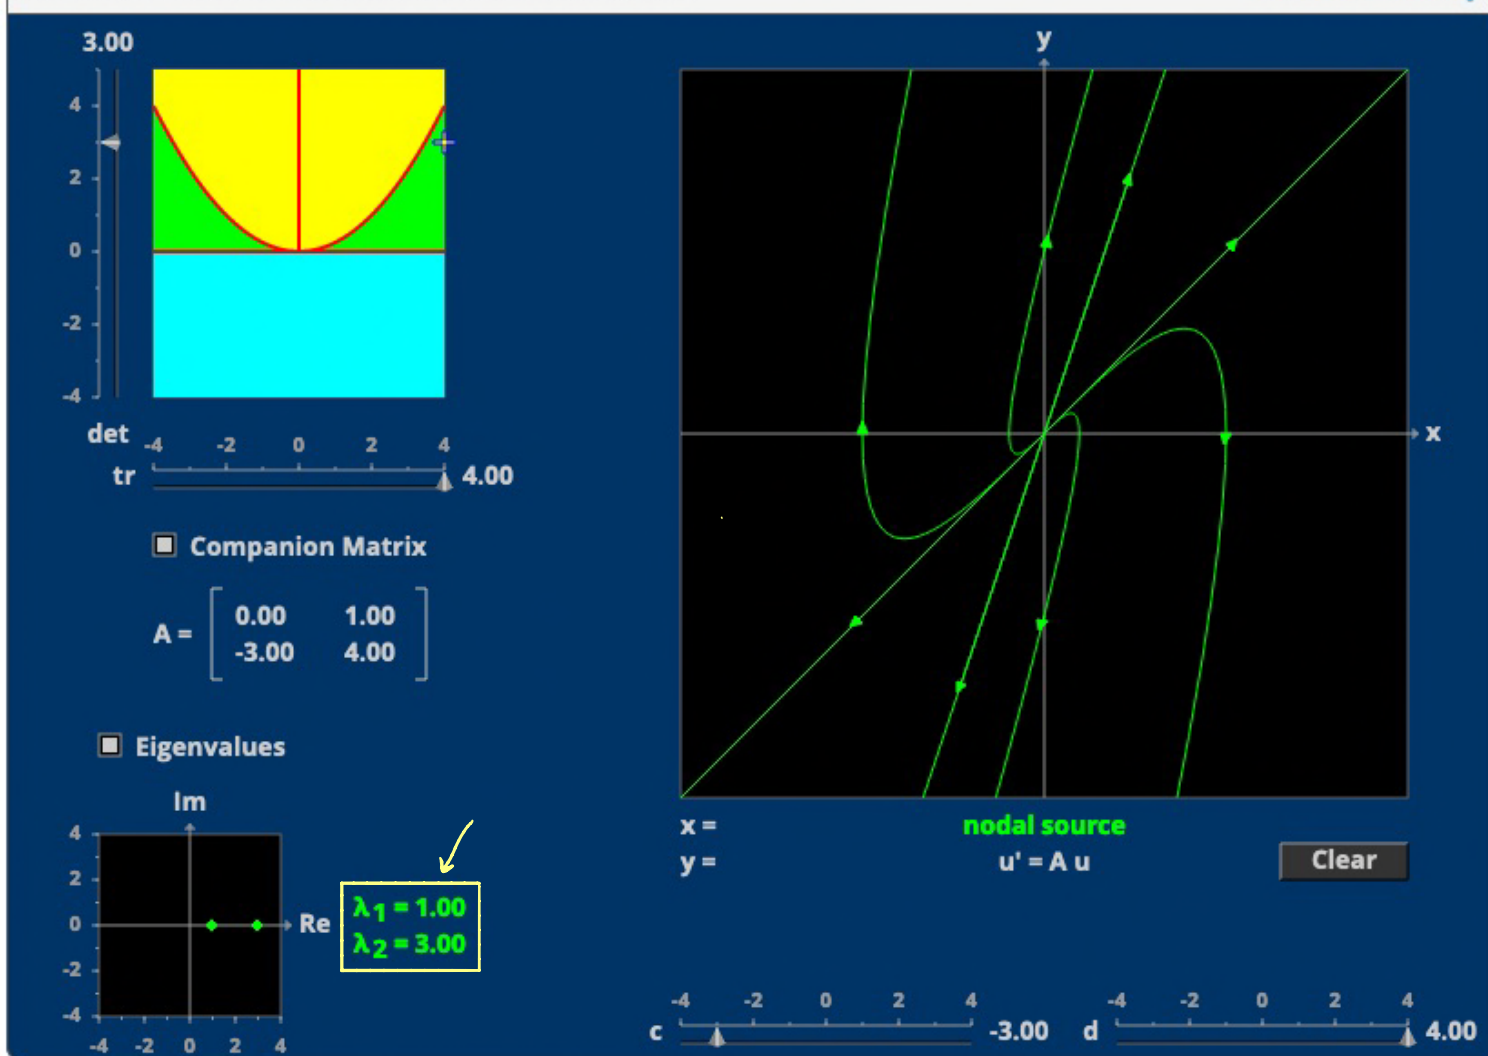 3.00
y
4
2
0
-2
-4
det
-4 -2 0 2 4
tr 4.00
x
Companion Matrix
A = 0.00 1.00
-3.00 4.00
Eigenvalues
Im
4
2
0
-2
-4
Re
-4 -2 0 2 4
λ1 = 1.00
λ2 = 3.00
x = nodal source
y = u' = A u
Clear
-4 -2 0 2 4
c -3.00
-4 -2 0 2 4
d 4.00